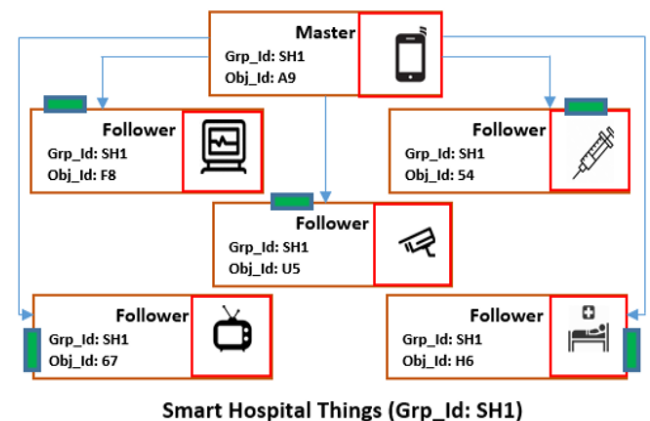 Master
Grp_Id: SH1
Obj_Id: A9
Follower
Grp_Id: SH1
Obj_Id: F8
Follower
Grp_Id: SH1
Obj_Id: 54
Follower
Grp_Id: SH1
Obj_Id: U5
Follower
Grp_Id: SH1
Obj_Id: 67
Follower
Grp_Id: SH1
Obj_Id: H6
Smart Hospital Things (Grp_Id: SH1)